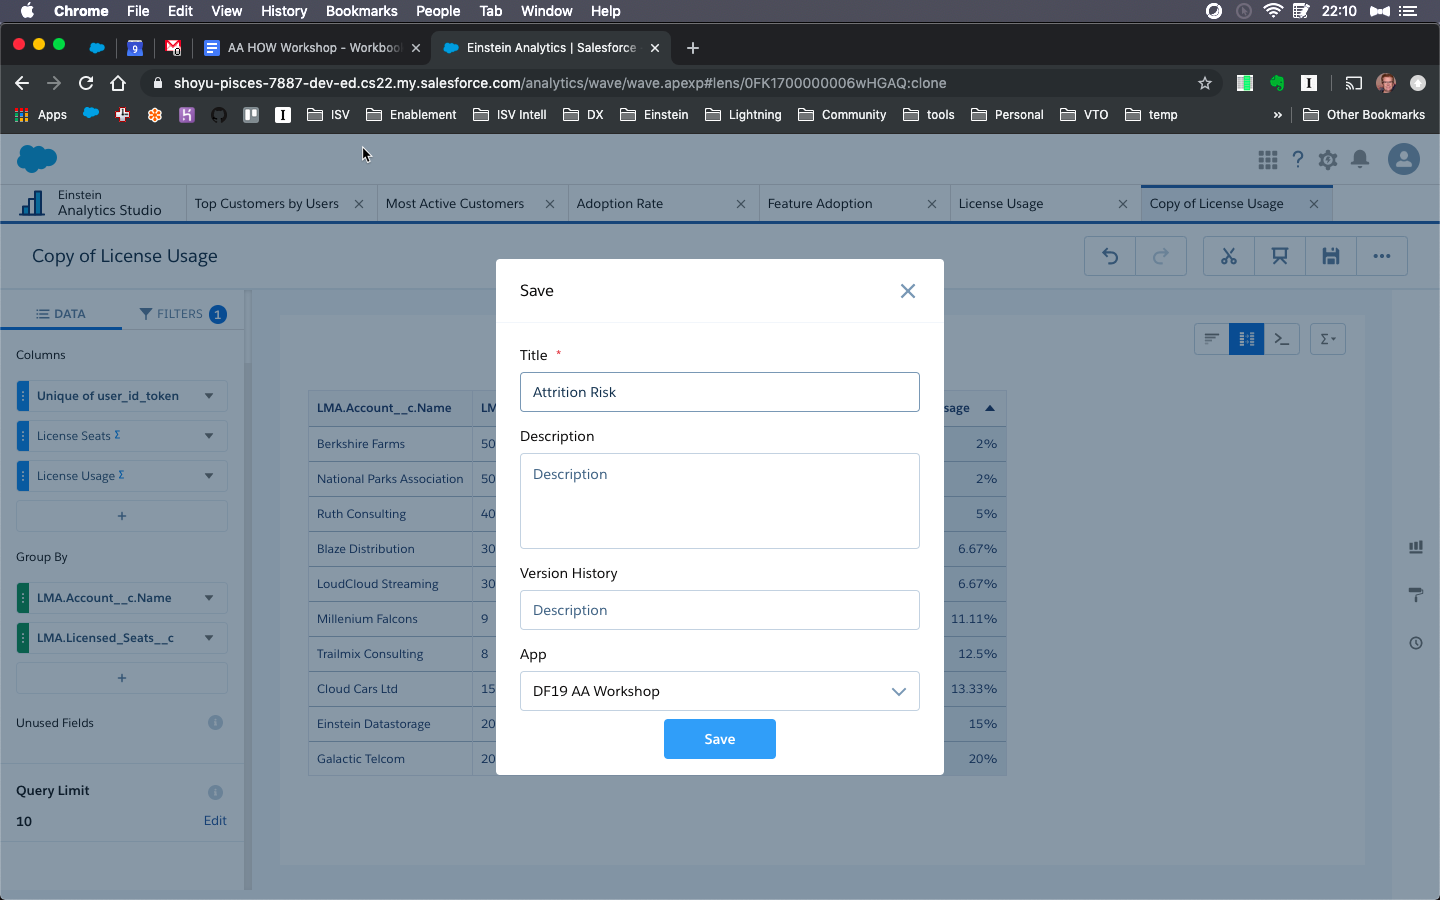 Chrome File Edit View History Bookmarks People Tab Window Help 22:10
9 0 AA HOW Workshop - Workboo Einstein Analytics | Salesforce
shoyu-pisces-7887-dev-ed.cs22.my.salesforce.com/analytics/wave/wave.apexp#lens/0FK1700000006wHGAQ:clone
Apps ISV Enablement ISV Intell DX Einstein Lightning Community tools Personal VTO temp » Other Bookmarks
Einstein
Analytics Studio
Top Customers by Users Most Active Customers Adoption Rate Feature Adoption License Usage Copy of License Usage
Copy of License Usage
DATA FILTERS 1
Columns
Unique of user_id_token
License Seats Σ
License Usage Σ
+
Group By
LMA.Account__c.Name
LMA.Licensed_Seats__c
+
Unused Fields
Query Limit
10 Edit
Σ
LMA.Account__c.Name LM sage
Berkshire Farms 50 2%
National Parks Association 50 2%
Ruth Consulting 40 5%
Blaze Distribution 30 6.67%
LoudCloud Streaming 30 6.67%
Millenium Falcons 9 11.11%
Trailmix Consulting 8 12.5%
Cloud Cars Ltd 15 13.33%
Einstein Datastorage 20 15%
Galactic Telcom 20 20%
Save
Title *
Attrition Risk
Description
Description
Version History
Description
App
DF19 AA Workshop
Save